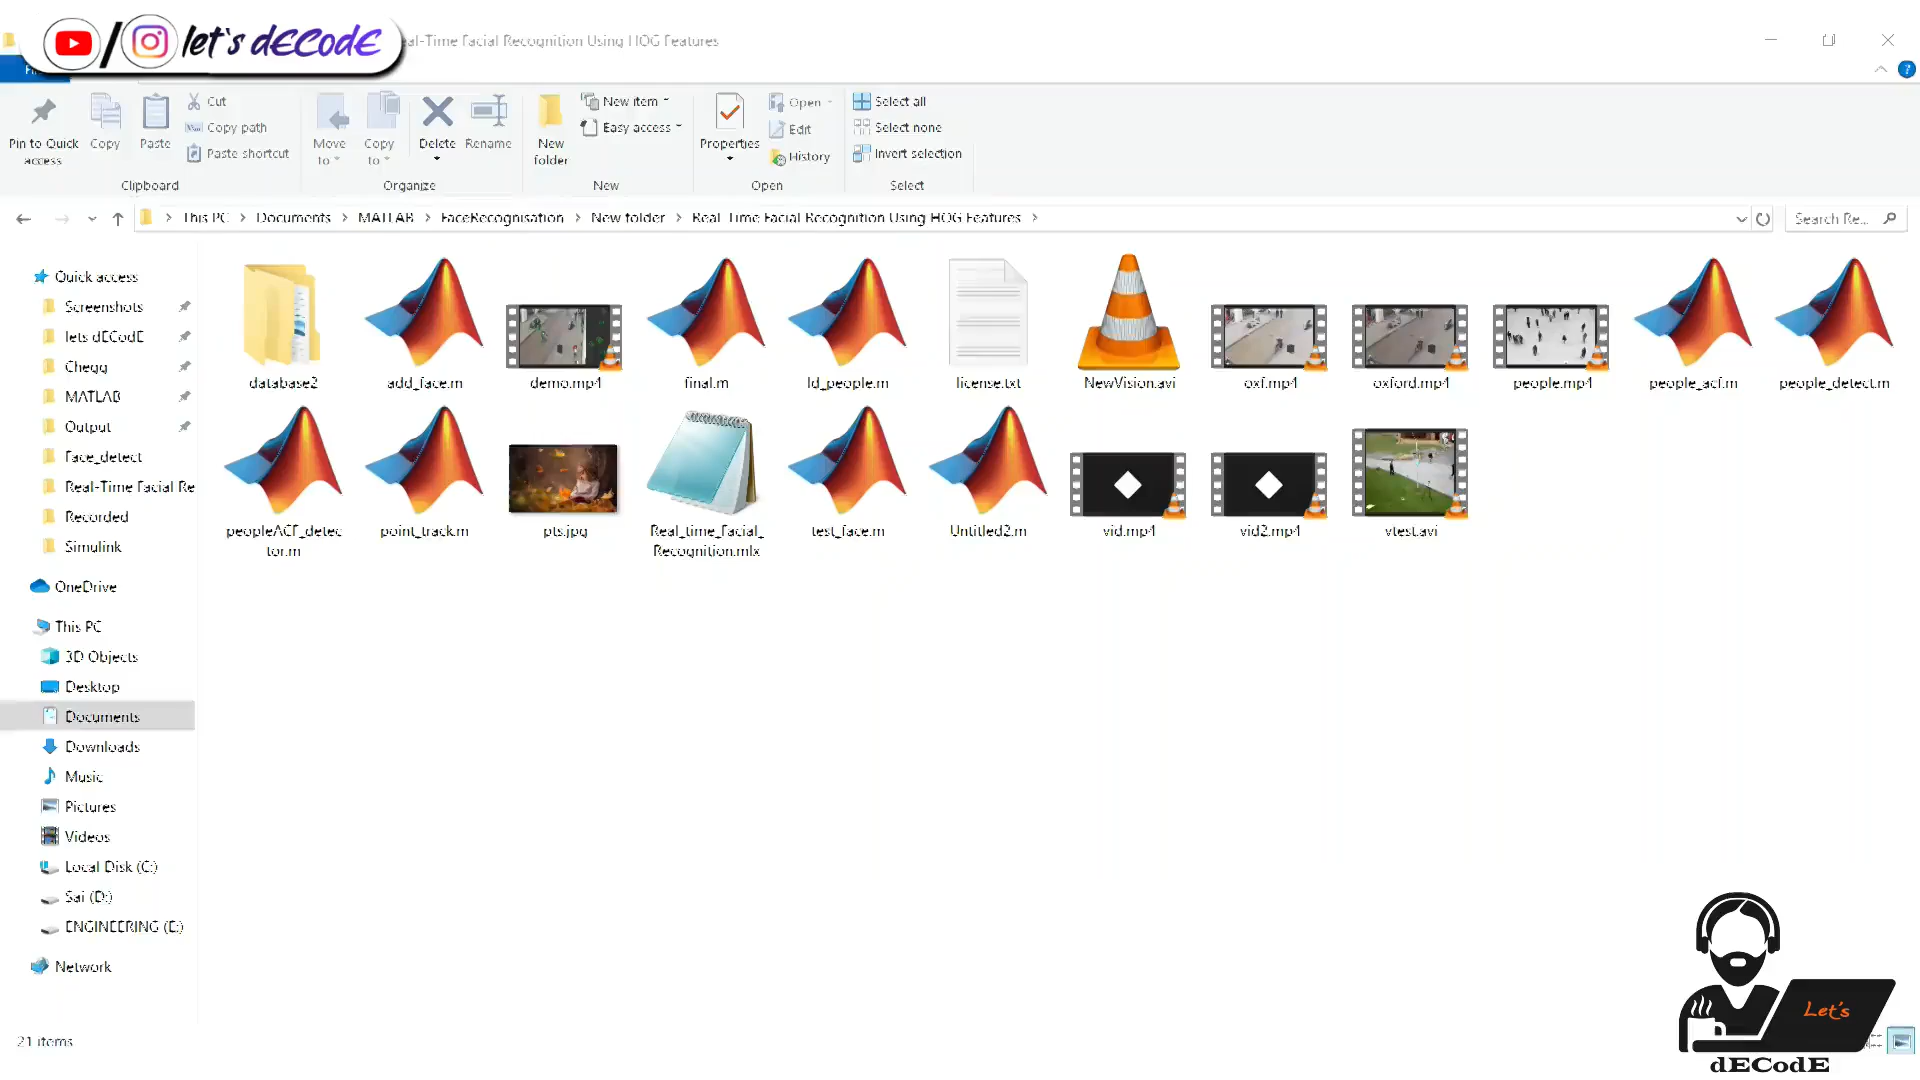 let's dECodE
al-Time Facial Recognition Using HOG Features
Pin to Quick access
Copy
Paste
Cut
Copy path
Paste shortcut
Clipboard
Move to
Copy to
Delete
Rename
Organize
New folder
New item
Easy access
New
Properties
Open
Edit
History
Open
Select all
Select none
Invert selection
Select
This PC > Documents > MATLAB > FaceRecognisation > New folder > Real-Time Facial Recognition Using HOG Features >
Search Re...
Quick access
Screenshots
lets dECodE
Chegg
MATLAB
Output
Face_detect
Real-Time Facial Re
Recorded
Simulink
OneDrive
This PC
3D Objects
Desktop
Documents
Downloads
Music
Pictures
Videos
Local Disk (C:)
Sai (D:)
ENGINEERING (E:)
Network
database2
add_face.m
demo.mp4
final.m
ld_people.m
license.txt
NewVision.avi
oxf.mp4
oxford.mp4
people.mp4
people_acf.m
people_detect.m
peopleACF_detec
tor.m
point_track.m
pts.jpg
Real_time_Facial_
Recognition.mlx
test_face.m
Untitled2.m
vid.mp4
vid2.mp4
vtest.avi
21 items
Let's
dECodE